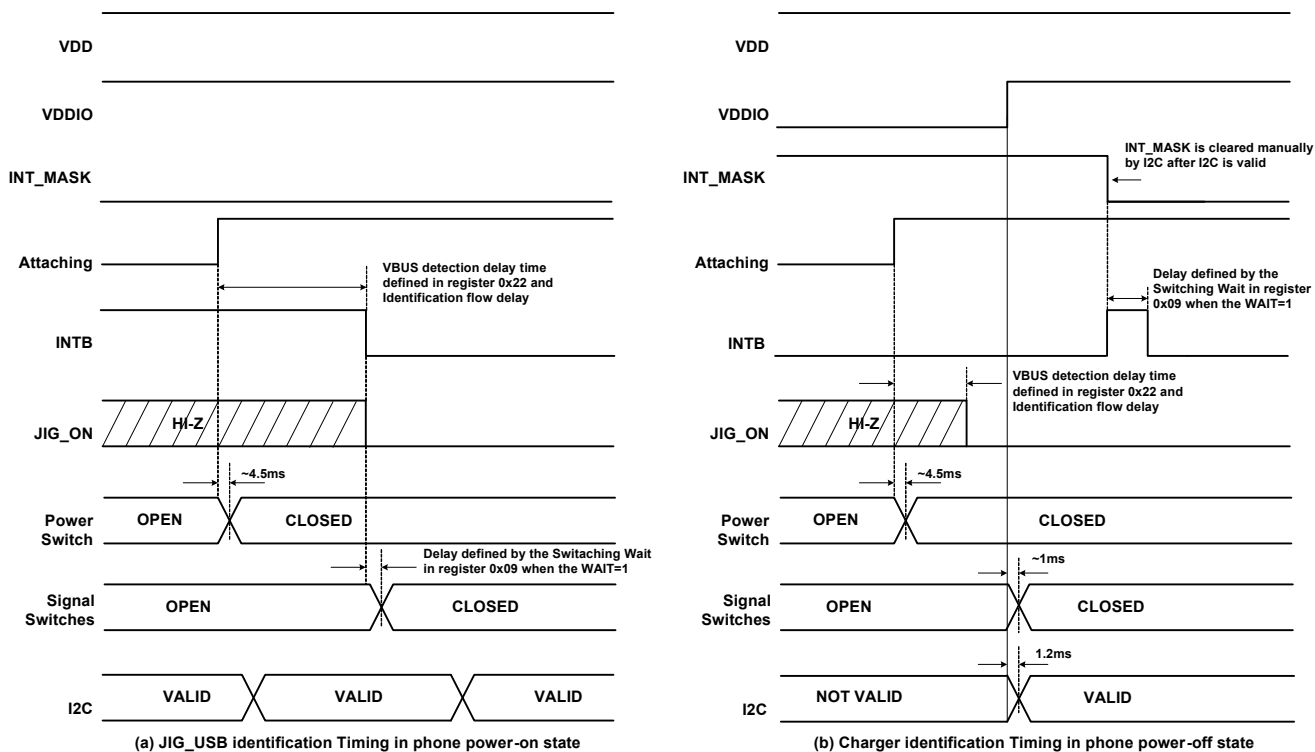 VDD
VDDIO
INT_MASK
Attaching
VBUS detection delay time
defined in register 0x22 and
Identification flow delay
INTB
HI-Z
JIG_ON
~4.5ms
OPEN
CLOSED
Power
Switch
Delay defined by the Switaching Wait
in register 0x09 when the WAIT=1
Signal
Switches
OPEN
CLOSED
I2C
VALID
VALID
VALID
(a) JIG_USB identification Timing in phone power-on state
VDD
VDDIO
INT_MASK is cleared manually
by I2C after I2C is valid
INT_MASK
Attaching
Delay defined by the
Switching Wait in register
0x09 when the WAIT=1
INTB
VBUS detection delay time
defined in register 0x22 and
Identification flow delay
HI-Z
JIG_ON
~4.5ms
OPEN
CLOSED
Power
Switch
~1ms
Signal
Switches
OPEN
CLOSED
1.2ms
I2C
NOT VALID
VALID
(b) Charger identification Timing in phone power-off state